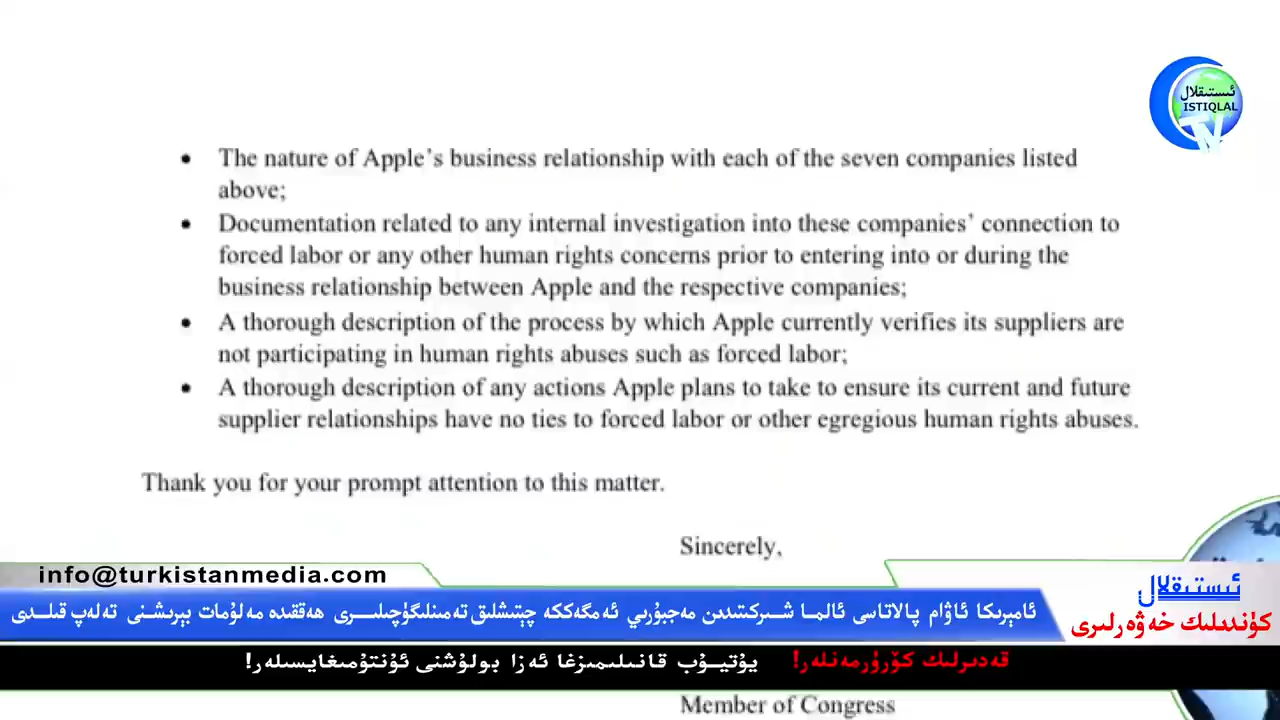 ئىستىقلال
ISTIQLAL
TV
• The nature of Apple’s business relationship with each of the seven companies listed
above;
• Documentation related to any internal investigation into these companies’ connection to
forced labor or any other human rights concerns prior to entering into or during the
business relationship between Apple and the respective companies;
• A thorough description of the process by which Apple currently verifies its suppliers are
not participating in human rights abuses such as forced labor;
• A thorough description of any actions Apple plans to take to ensure its current and future
supplier relationships have no ties to forced labor or other egregious human rights abuses.
Thank you for your prompt attention to this matter.
Sincerely,
info@turkistanmedia.com
ئىستىقلال
كۈندىلىك خەۋەرلىرى
ئامېرىكا ئاۋام پالاتاسى ئالما شىركىتىدىن مەجبۇرىي ئەمگەككە چېتىشلىق تەمىنلىگۈچىلىرى ھەققىدە مەلۇمات بېرىشنى تەلەپ قىلدى
قەدىرلىك كۆرۈرمەنلەر! يۇتيۇب قانىلىمىزغا ئەزا بولۇشنى ئۇنتۇمىغايسىلەر!
Member of Congress